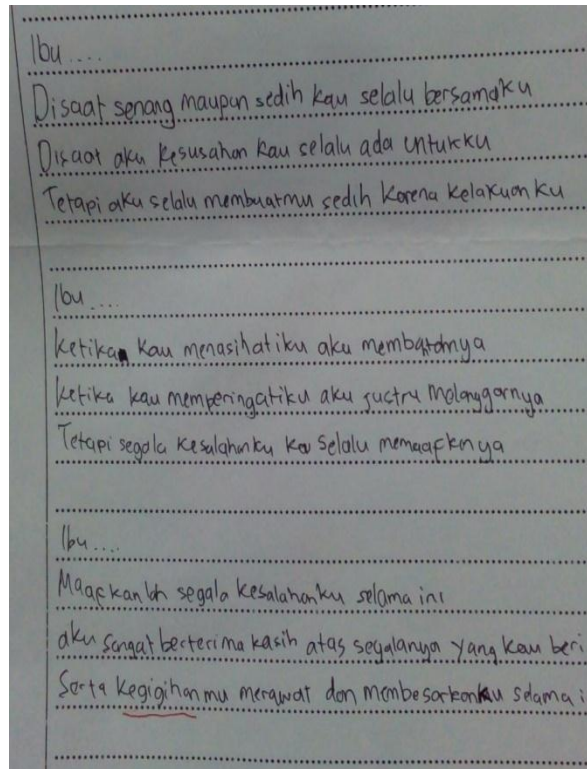 Ibu....
Disaat senang maupun sedih kau selalu bersamaku
Disaat aku kesusahan kau selalu ada untukku
Tetapi aku selalu membuatmu sedih karena kelakuanku
Ibu....
Ketika kau menasihatiku aku membantahnya
Ketika kau memperingatiku aku justru melanggarnya
Tetapi segala kesalahanku kau selalu memaafknya
Ibu....
Maafkanlah segala kesalahanku selama ini
aku sangat berterima kasih atas segalanya yang kau beri
Serta kegigihanmu merawat dan membesarkanku selama i